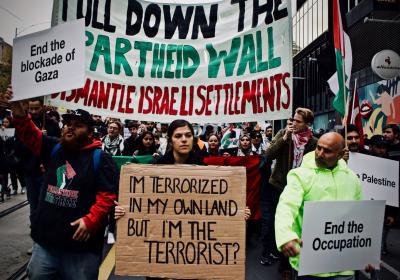 ULL DOWN THE
PARTHEID WALL
ISMANTLE ISRAELI SETTLEMENTS
End the
blockade of
Gaza
I'M TERRORIZED
IN MY OWN LAND
BUT I'M THE
TERRORIST?
Palestine
End the
Occupation